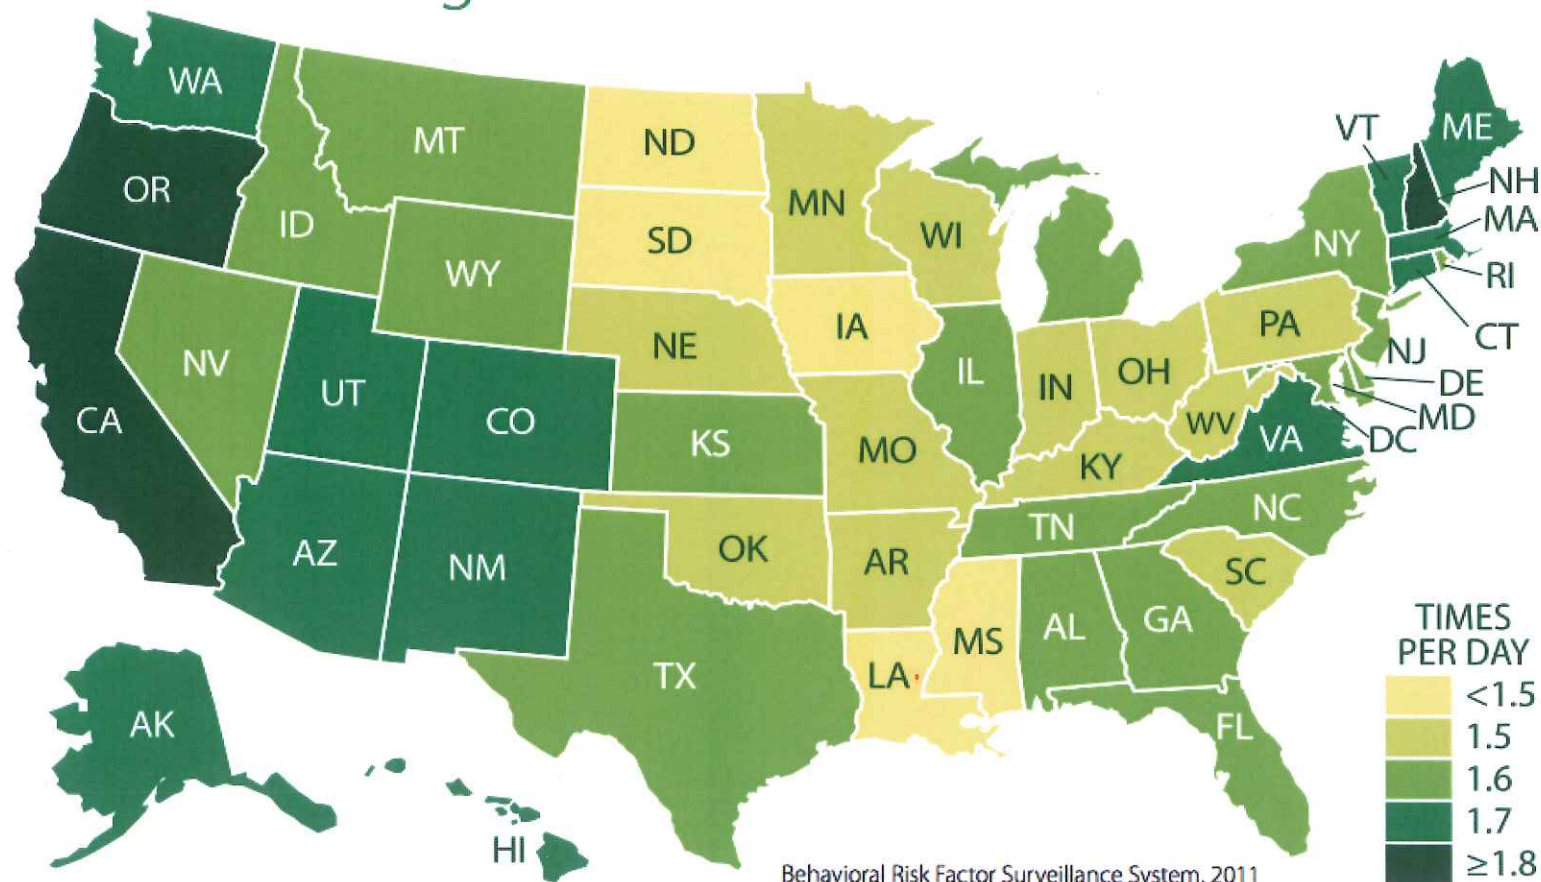 WA
MT
ND
MN
OR
ID
SD
WI
WY
VT
ME
NH
MA
NY
RI
CT
NE
IA
PA
NJ
NV
UT
CO
IL
IN
OH
DE
MD
DC
CA
KS
MO
WV
VA
KY
AZ
NM
OK
AR
TN
NC
SC
TX
LA
MS
AL
GA
FL
AK
HI
TIMES
PER DAY
<1.5
1.5
1.6
1.7
≥1.8
Behavioral Risk Factor Surveillance System, 2011